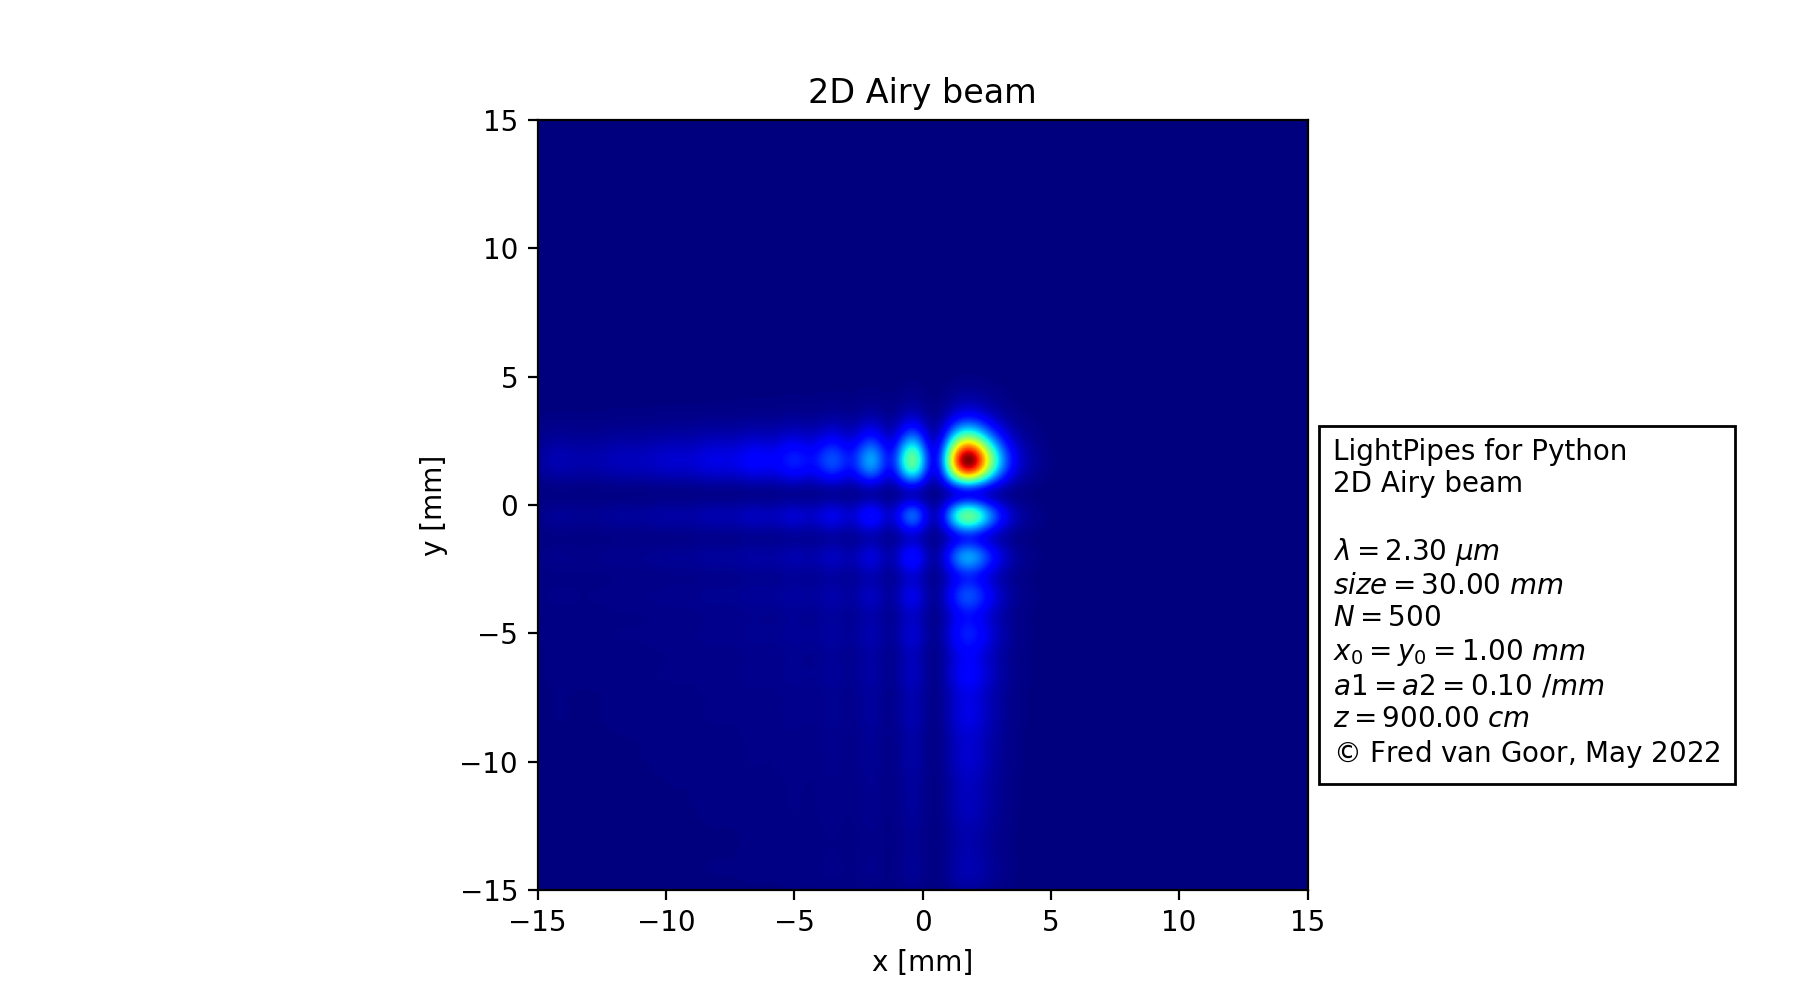 2D Airy beam
15
10
5
0
−5
−10
−15
y [mm]
−15 −10 −5 0 5 10 15
x [mm]
LightPipes for Python
2D Airy beam
λ = 2.30 μm
size = 30.00 mm
N = 500
x₀ = y₀ = 1.00 mm
a1 = a2 = 0.10 /mm
z = 900.00 cm
© Fred van Goor, May 2022